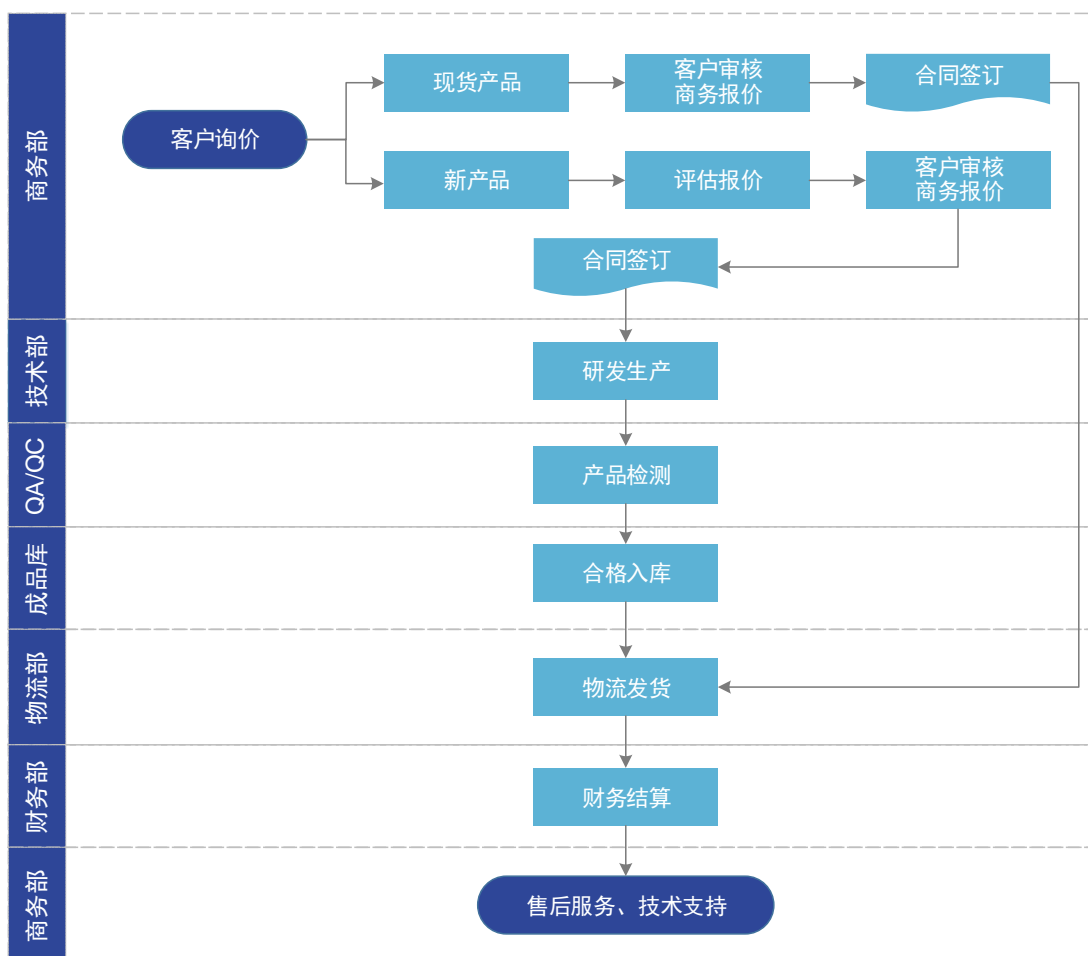 商务部
现货产品
客户审核
商务报价
合同签订
客户询价
新产品
评估报价
客户审核
商务报价
合同签订
技术部
研发生产
QA/QC
产品检测
成品库
合格入库
物流部
物流发货
财务部
财务结算
商务部
售后服务、技术支持